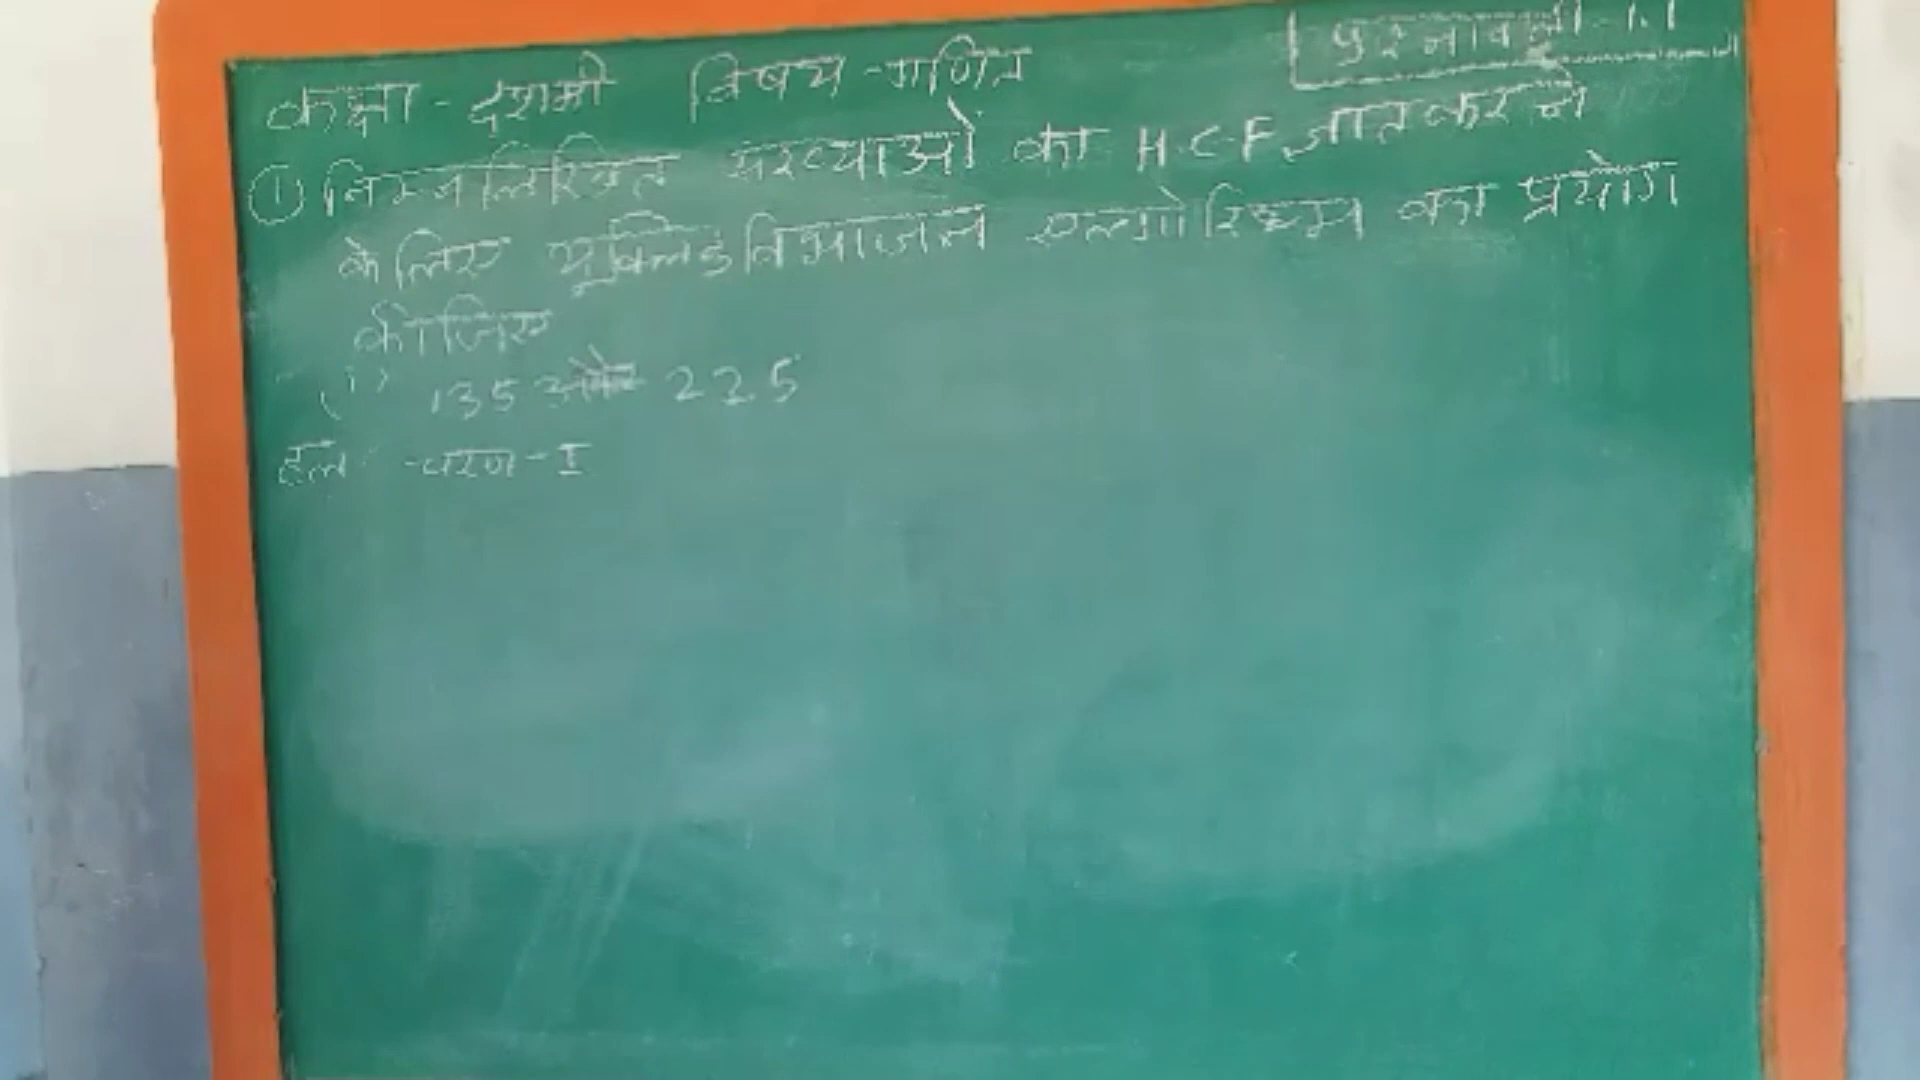 प्रश्नावली-1.1
कक्षा - दशमी विषय - गणित
① निम्नलिखित संख्याओं का H.C.F ज्ञात करने
के लिए यूक्लिड विभाजन एल्गोरिथ्म का प्रयोग
कीजिए
(i) 135 और 225
हल: चरण-I